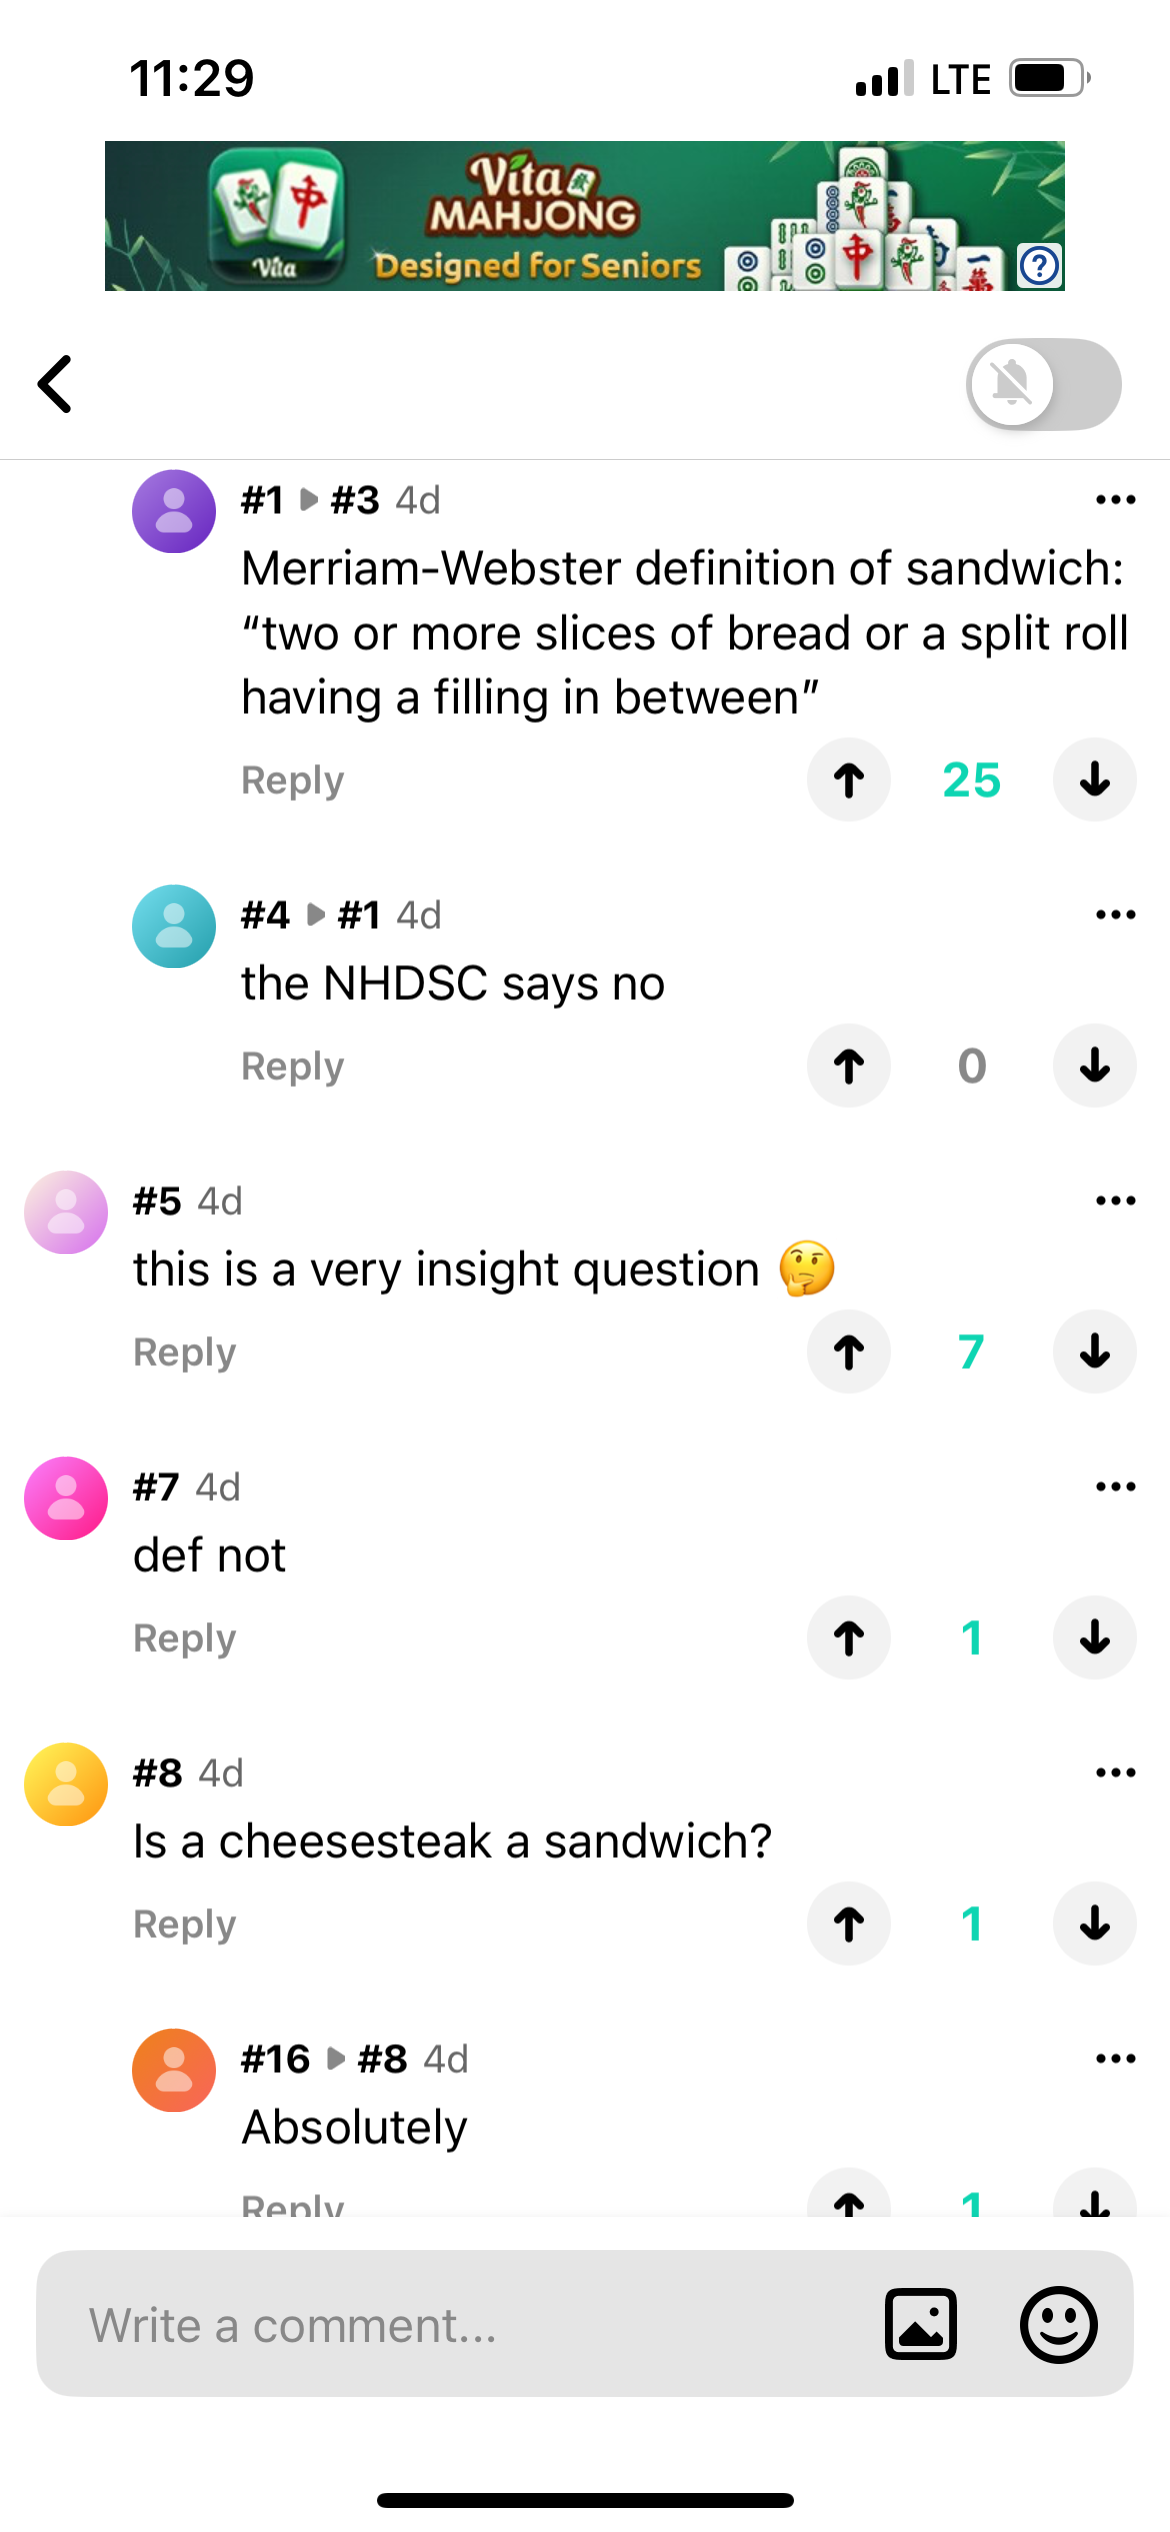 11:29
LTE
Vita
MAHJONG
Vita
Designed for Seniors
#1 ▶ #3 4d
Merriam-Webster definition of sandwich:
“two or more slices of bread or a split roll
having a filling in between”
Reply
25
#4 ▶ #1 4d
the NHDSC says no
Reply
0
#5 4d
this is a very insight question 🤔
Reply
7
#7 4d
def not
Reply
1
#8 4d
Is a cheesesteak a sandwich?
Reply
1
#16 ▶ #8 4d
Absolutely
Reply
1
Write a comment...